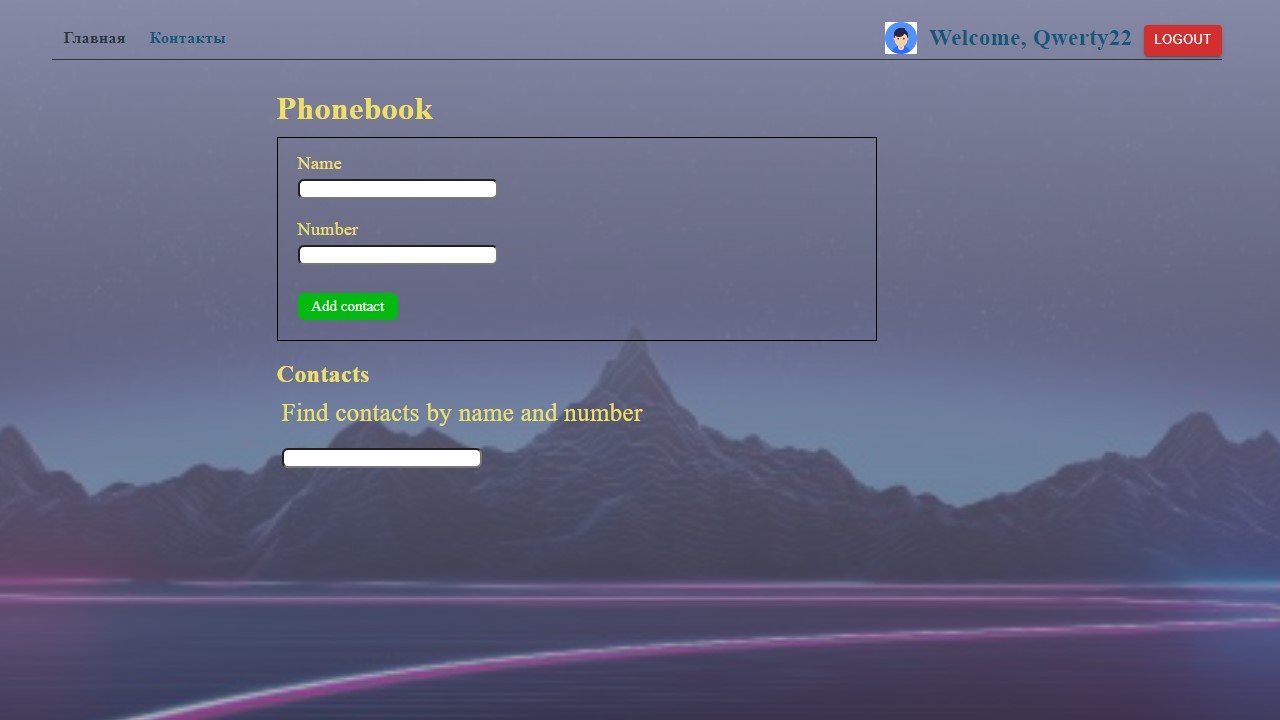 Главная Контакты Welcome, Qwerty22 LOGOUT
Phonebook
Name
Number
Add contact
Contacts
Find contacts by name and number